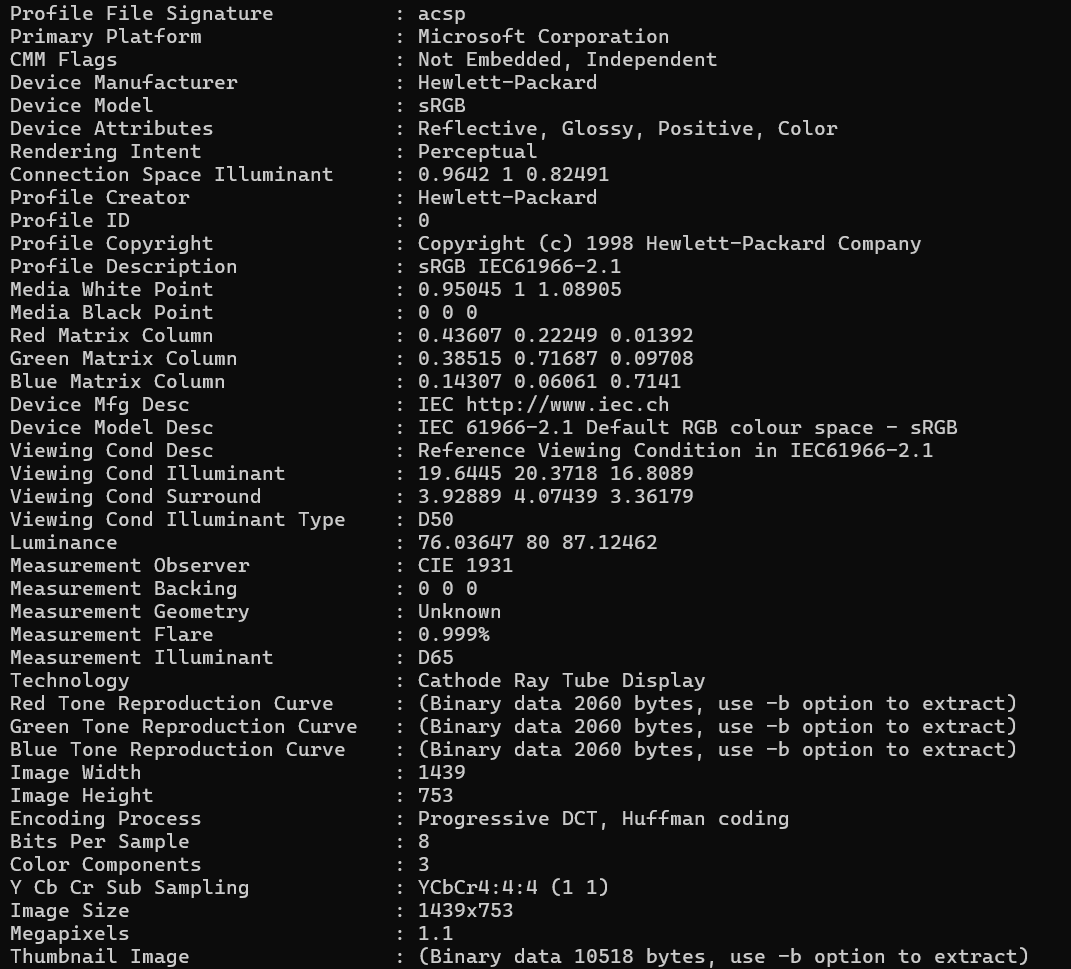 Profile File Signature : acsp
Primary Platform : Microsoft Corporation
CMM Flags : Not Embedded, Independent
Device Manufacturer : Hewlett-Packard
Device Model : sRGB
Device Attributes : Reflective, Glossy, Positive, Color
Rendering Intent : Perceptual
Connection Space Illuminant : 0.9642 1 0.82491
Profile Creator : Hewlett-Packard
Profile ID : 0
Profile Copyright : Copyright (c) 1998 Hewlett-Packard Company
Profile Description : sRGB IEC61966-2.1
Media White Point : 0.95045 1 1.08905
Media Black Point : 0 0 0
Red Matrix Column : 0.43607 0.22249 0.01392
Green Matrix Column : 0.38515 0.71687 0.09708
Blue Matrix Column : 0.14307 0.06061 0.7141
Device Mfg Desc : IEC http://www.iec.ch
Device Model Desc : IEC 61966-2.1 Default RGB colour space - sRGB
Viewing Cond Desc : Reference Viewing Condition in IEC61966-2.1
Viewing Cond Illuminant : 19.6445 20.3718 16.8089
Viewing Cond Surround : 3.92889 4.07439 3.36179
Viewing Cond Illuminant Type : D50
Luminance : 76.03647 80 87.12462
Measurement Observer : CIE 1931
Measurement Backing : 0 0 0
Measurement Geometry : Unknown
Measurement Flare : 0.999%
Measurement Illuminant : D65
Technology : Cathode Ray Tube Display
Red Tone Reproduction Curve : (Binary data 2060 bytes, use -b option to extract)
Green Tone Reproduction Curve : (Binary data 2060 bytes, use -b option to extract)
Blue Tone Reproduction Curve : (Binary data 2060 bytes, use -b option to extract)
Image Width : 1439
Image Height : 753
Encoding Process : Progressive DCT, Huffman coding
Bits Per Sample : 8
Color Components : 3
Y Cb Cr Sub Sampling : YCbCr4:4:4 (1 1)
Image Size : 1439x753
Megapixels : 1.1
Thumbnail Image : (Binary data 10518 bytes, use -b option to extract)